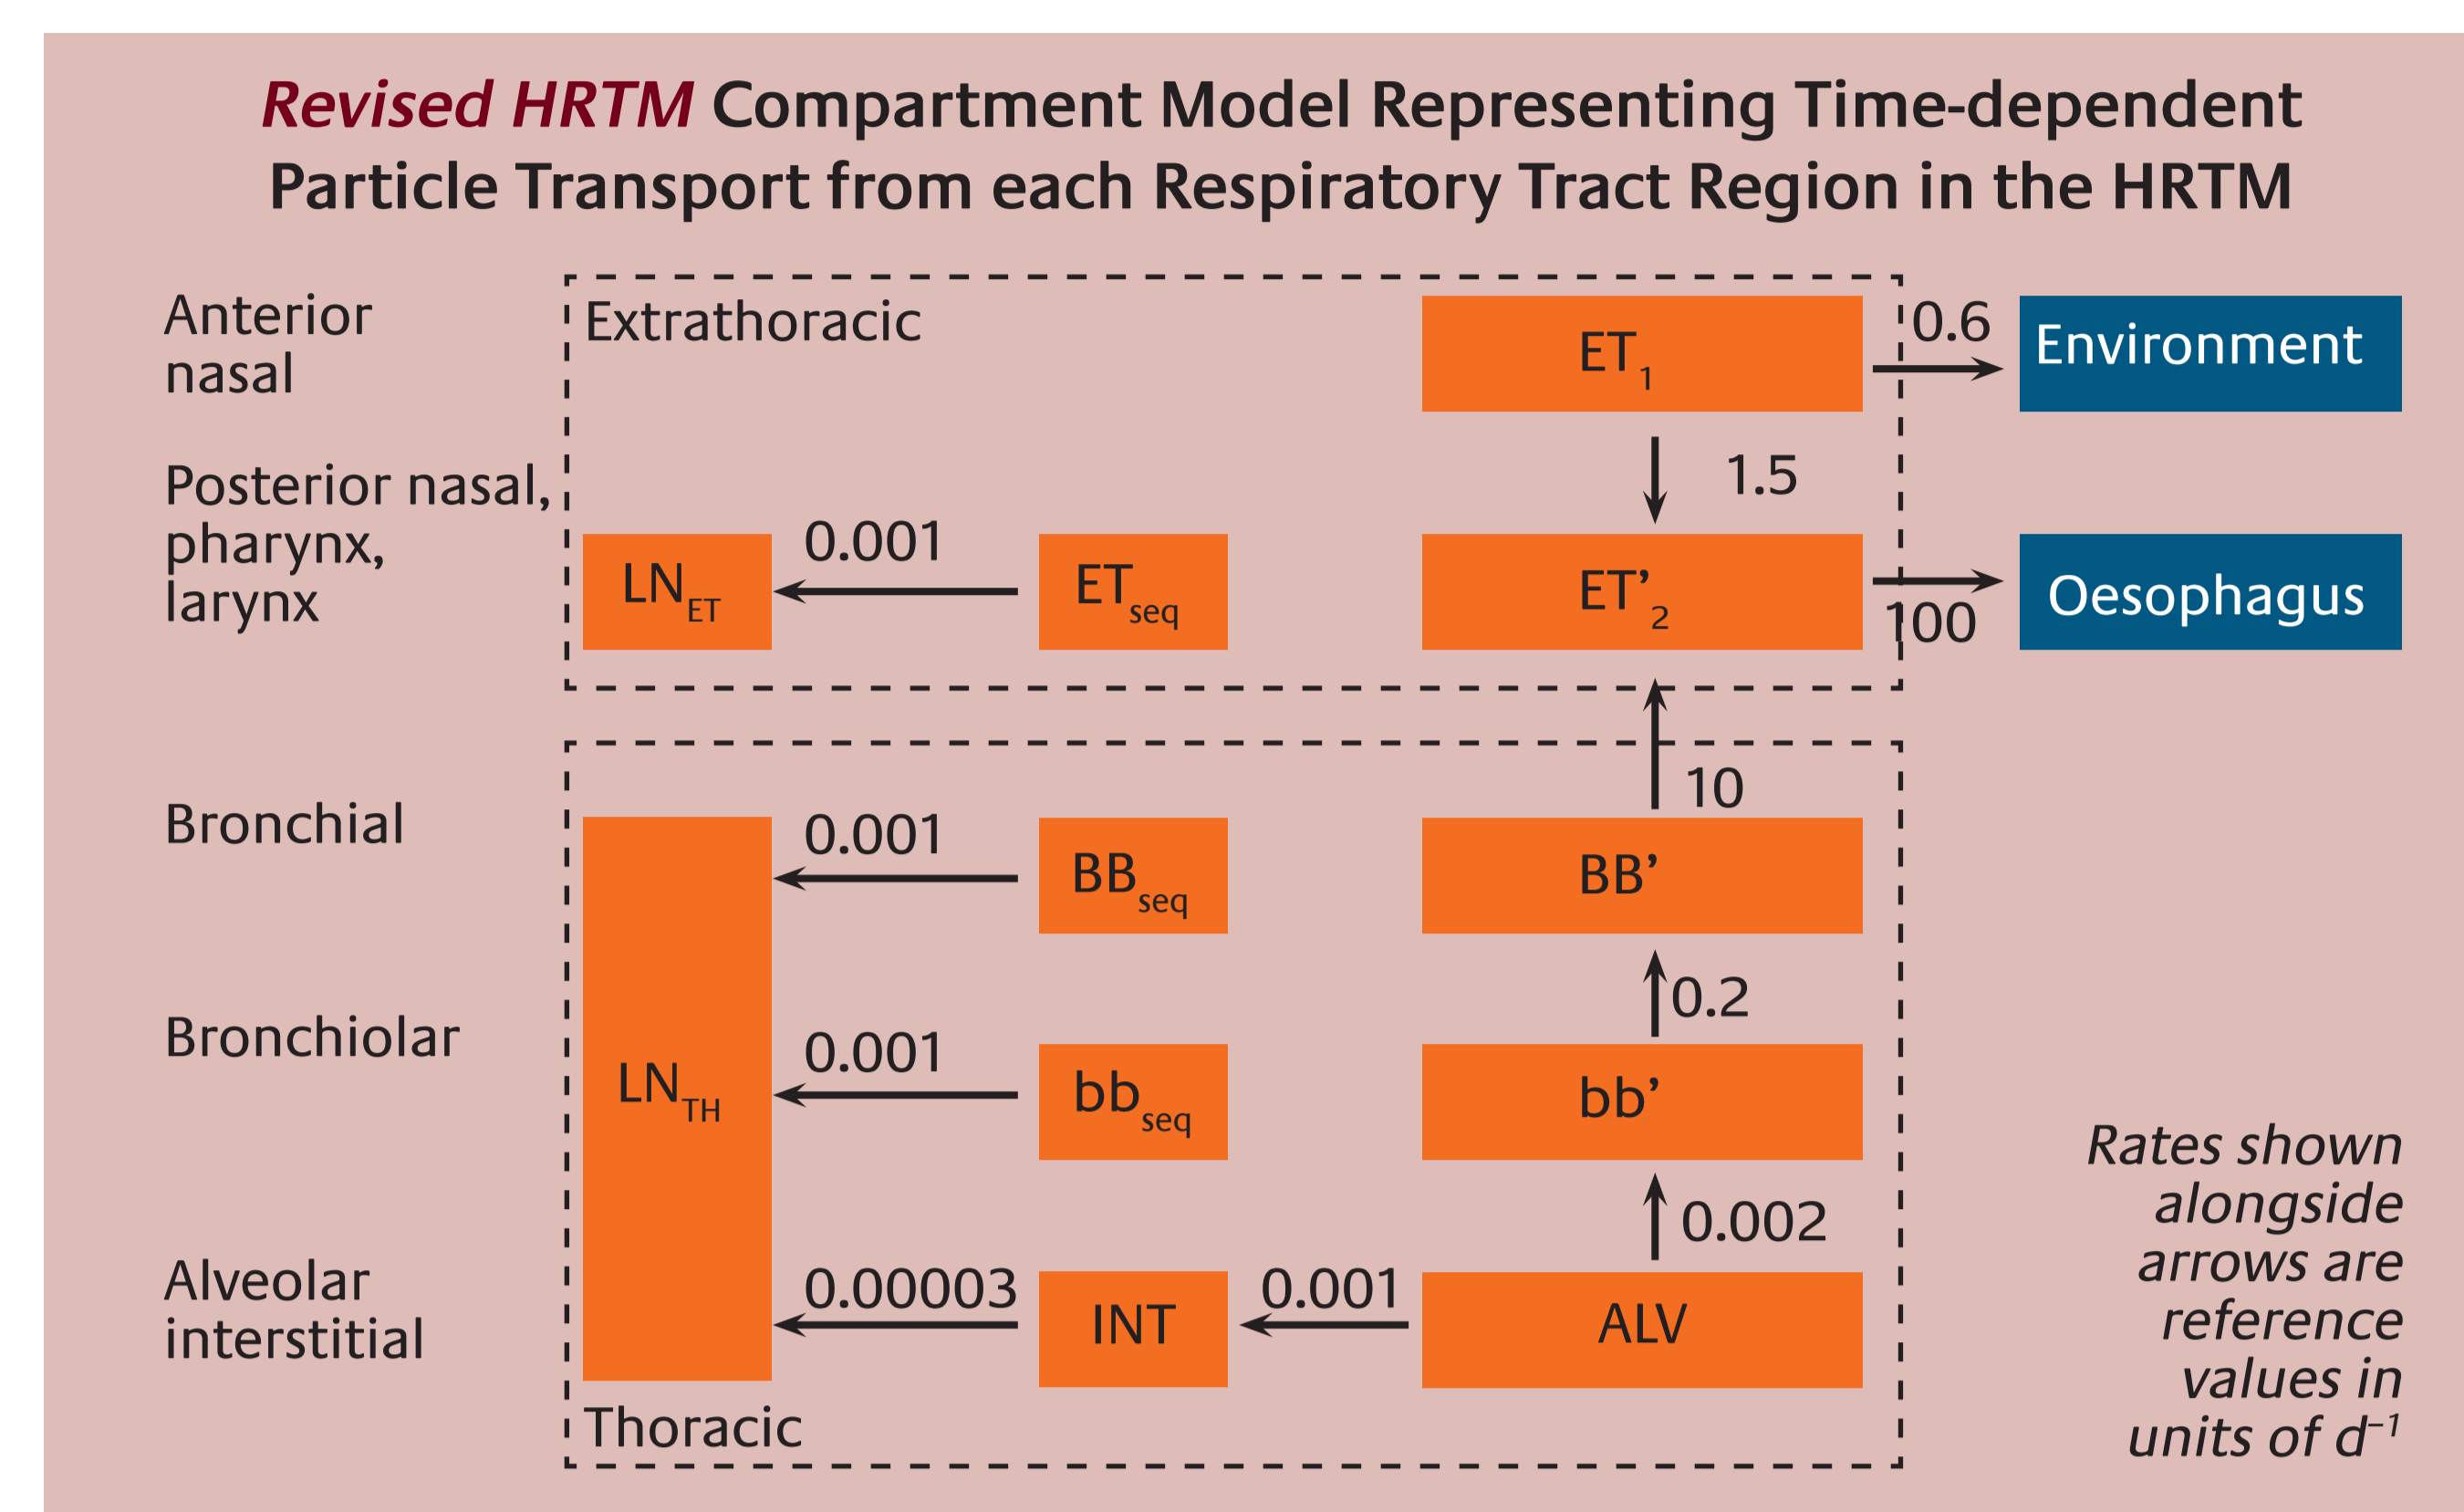 Revised HRTM Compartment Model Representing Time-dependent
Particle Transport from each Respiratory Tract Region in the HRTM
Anterior
nasal
Extrathoracic
ET1
0.6
Environment
1.5
Posterior nasal,
pharynx,
larynx
LNET
0.001
ETseq
ET’2
100
Oesophagus
10
Bronchial
0.001
BBseq
BB’
0.2
Bronchiolar
LNTH
0.001
bbseq
bb’
0.002
Alveolar
interstitial
0.00003
INT
0.001
ALV
Thoracic
Rates shown
alongside
arrows are
reference
values in
units of d⁻¹